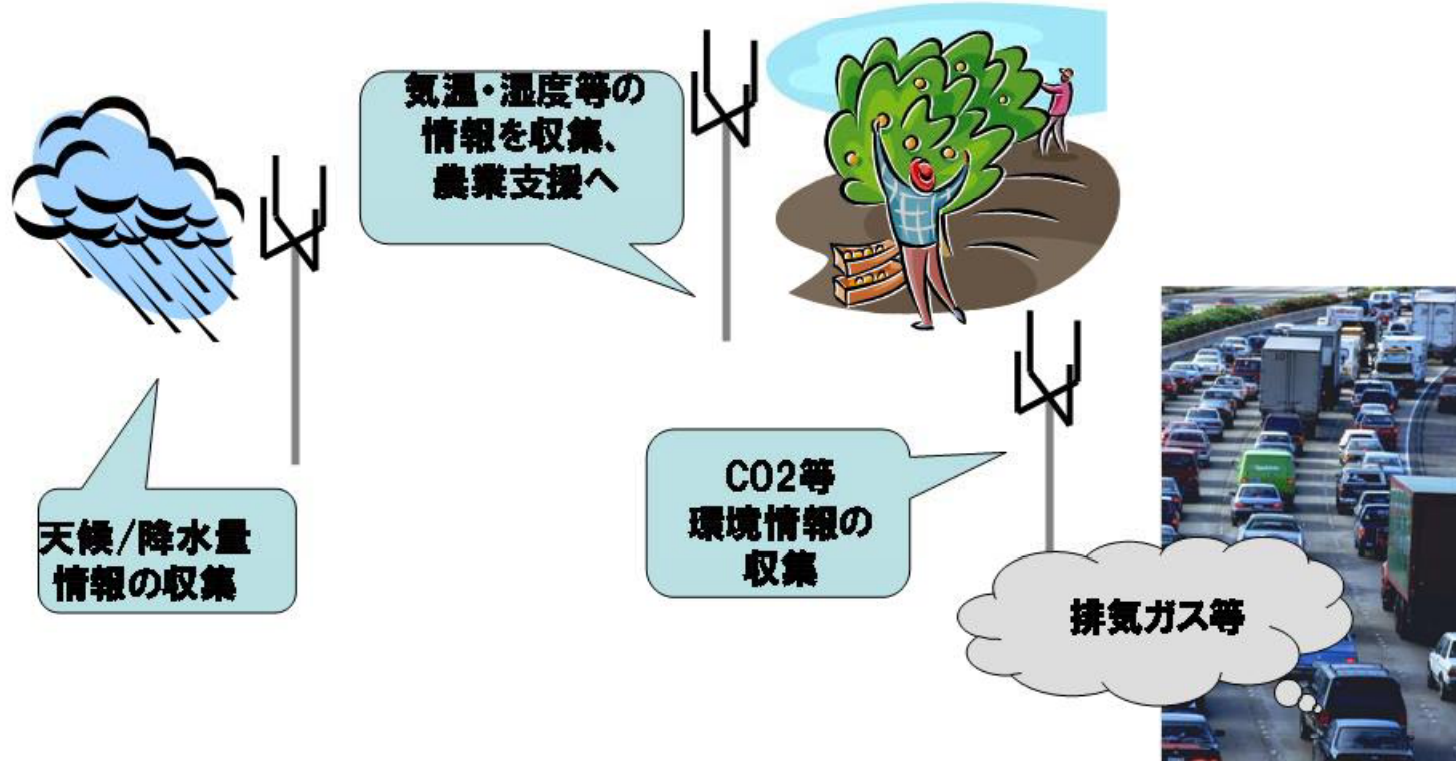 気温・湿度等の
情報を収集、
農業支援へ
天候/降水量
情報の収集
CO2等
環境情報の
収集
排気ガス等